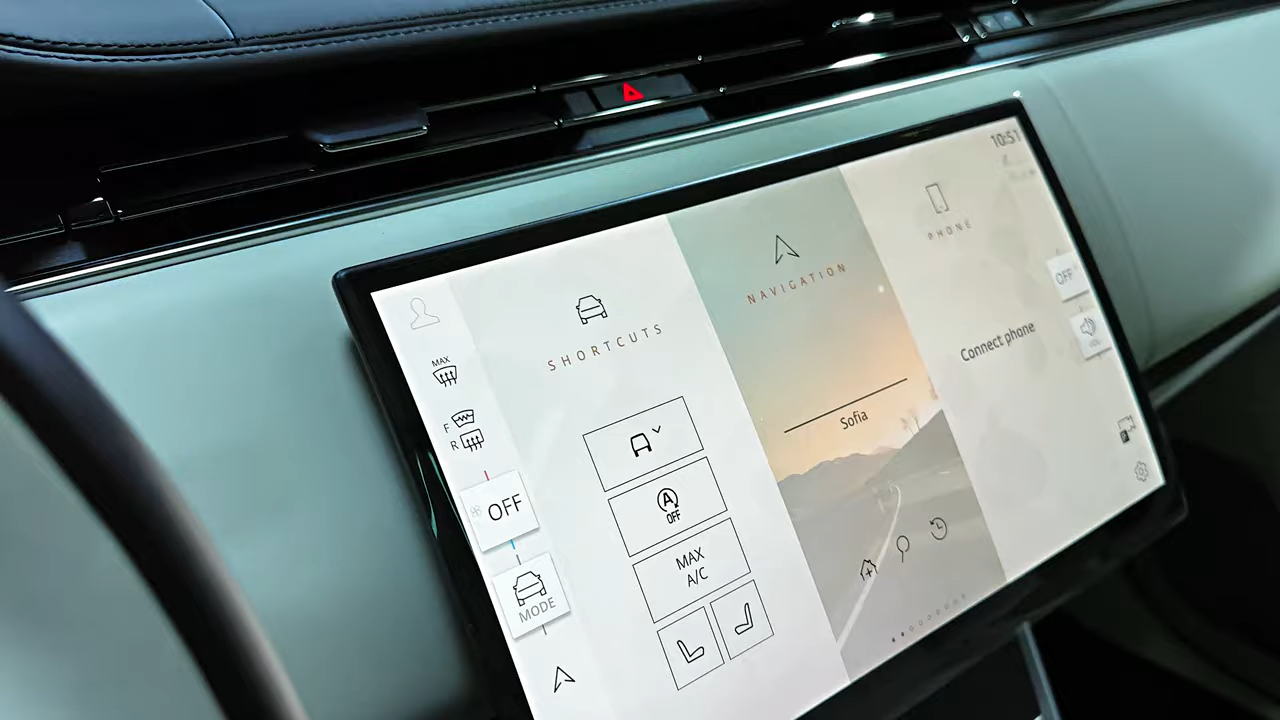 10:51
MAX
F
R
OFF
MODE
SHORTCUTS
A
OFF
MAX
A/C
NAVIGATION
Sofia
PHONE
Connect phone
OFF